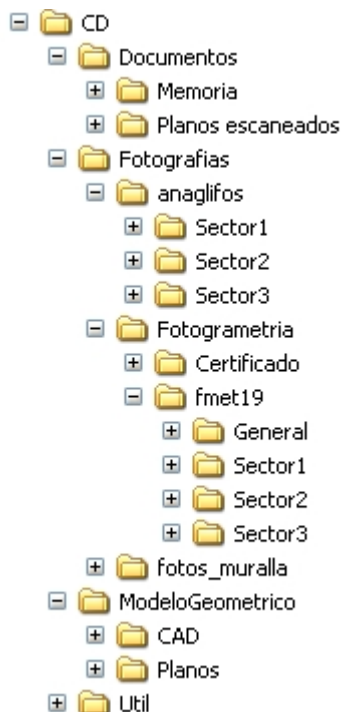 CD
Documentos
Memoria
Planos escaneados
Fotografias
anaglifos
Sector1
Sector2
Sector3
Fotogrametria
Certificado
fmet19
General
Sector1
Sector2
Sector3
fotos_muralla
ModeloGeometrico
CAD
Planos
Util